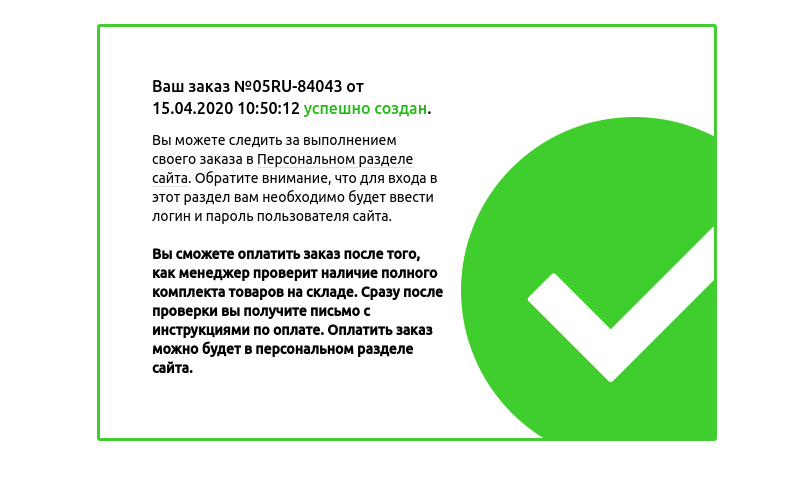 Ваш заказ №05RU-84043 от
15.04.2020 10:50:12 успешно создан.
Вы можете следить за выполнением
своего заказа в Персональном разделе
сайта. Обратите внимание, что для входа в
этот раздел вам необходимо будет ввести
логин и пароль пользователя сайта.
Вы сможете оплатить заказ после того,
как менеджер проверит наличие полного
комплекта товаров на складе. Сразу после
проверки вы получите письмо с
инструкциями по оплате. Оплатить заказ
можно будет в персональном разделе
сайта.